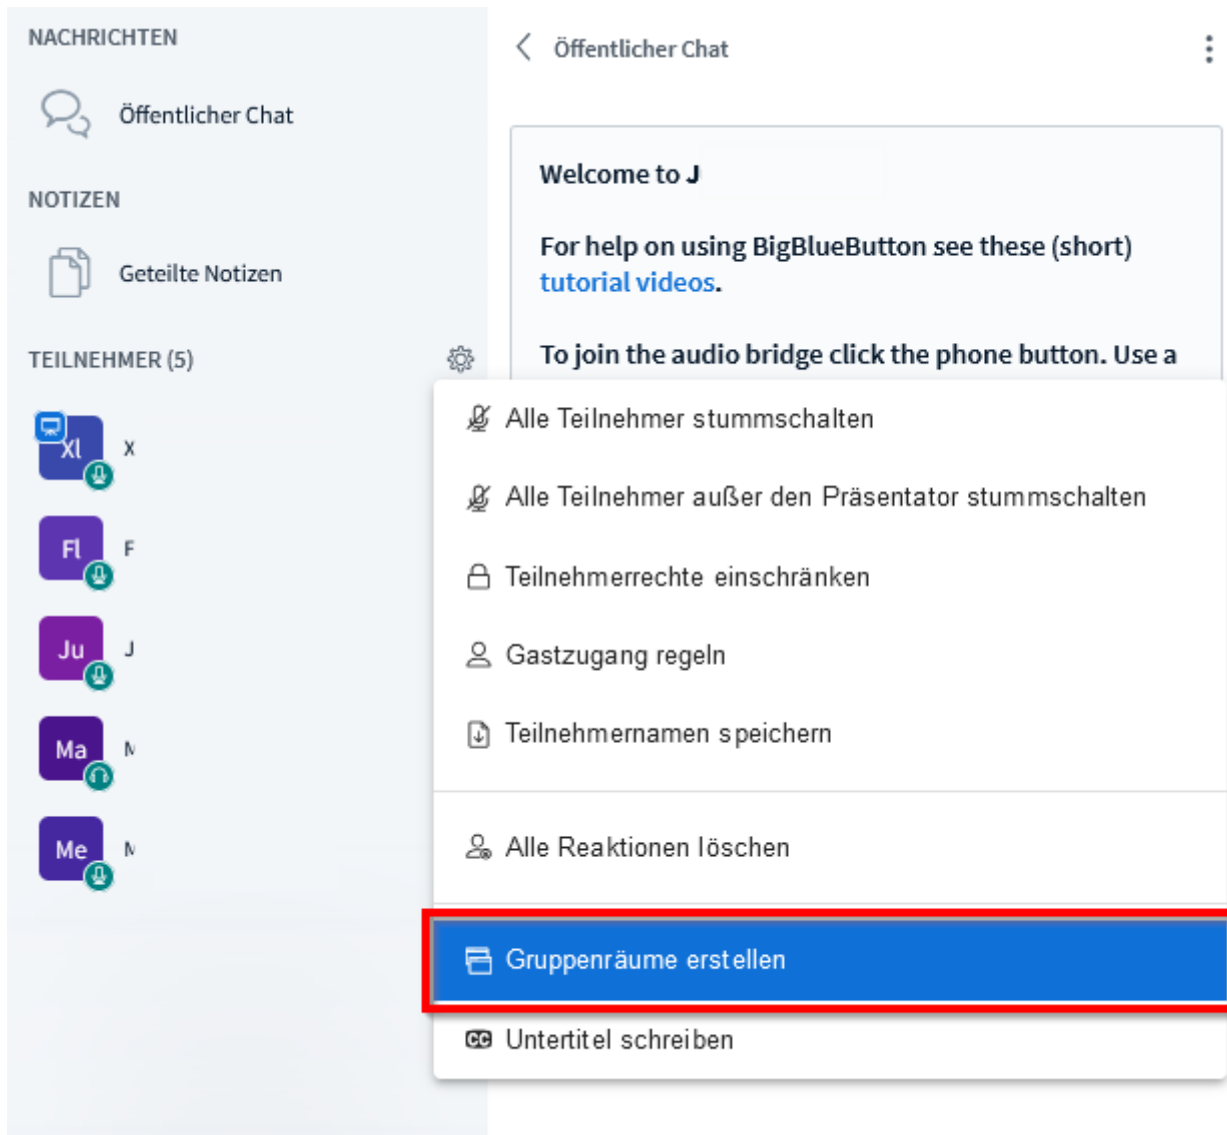 NACHRICHTEN
Öffentlicher Chat
NOTIZEN
Geteilte Notizen
TEILNEHMER (5)
Xl X
Fl F
Ju J
Ma
Me
Öffentlicher Chat
Welcome to J
For help on using BigBlueButton see these (short)
tutorial videos.
To join the audio bridge click the phone button. Use a
Alle Teilnehmer stummschalten
Alle Teilnehmer außer den Präsentator stummschalten
Teilnehmerrechte einschränken
Gastzugang regeln
Teilnehmernamen speichern
Alle Reaktionen löschen
Gruppenräume erstellen
CC Untertitel schreiben